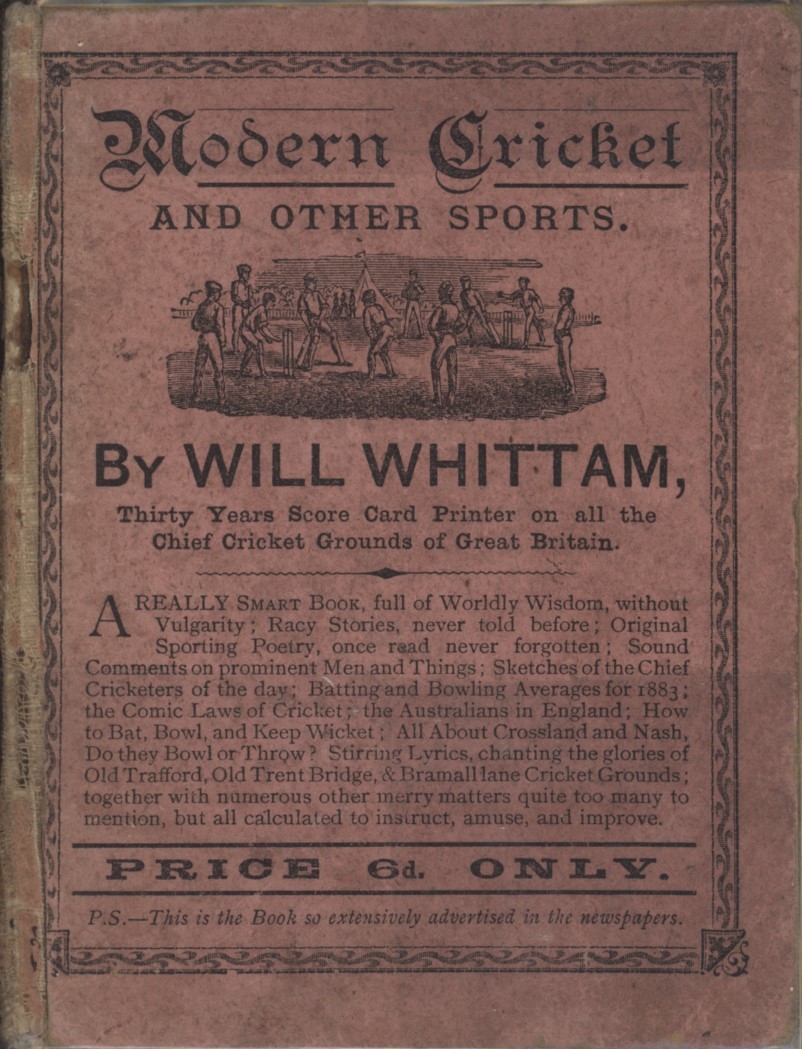 Modern Cricket
AND OTHER SPORTS.
BY WILL WHITTAM,
Thirty Years Score Card Printer on all the
Chief Cricket Grounds of Great Britain.
A REALLY SMART BOOK, full of Worldly Wisdom, without
Vulgarity; Racy Stories, never told before; Original
Sporting Poetry, once read never forgotten; Sound
Comments on prominent Men and Things; Sketches of the Chief
Cricketers of the day; Batting and Bowling Averages for 1883;
the Comic Laws of Cricket; the Australians in England; How
to Bat, Bowl, and Keep Wicket; All About Crossland and Nash,
Do they Bowl or Throw? Stirring Lyrics, chanting the glories of
Old Trafford, Old Trent Bridge, & Bramall lane Cricket Grounds;
together with numerous other merry matters quite too many to
mention, but all calculated to instruct, amuse, and improve.
PRICE 6d. ONLY.
P.S.—This is the Book so extensively advertised in the newspapers.